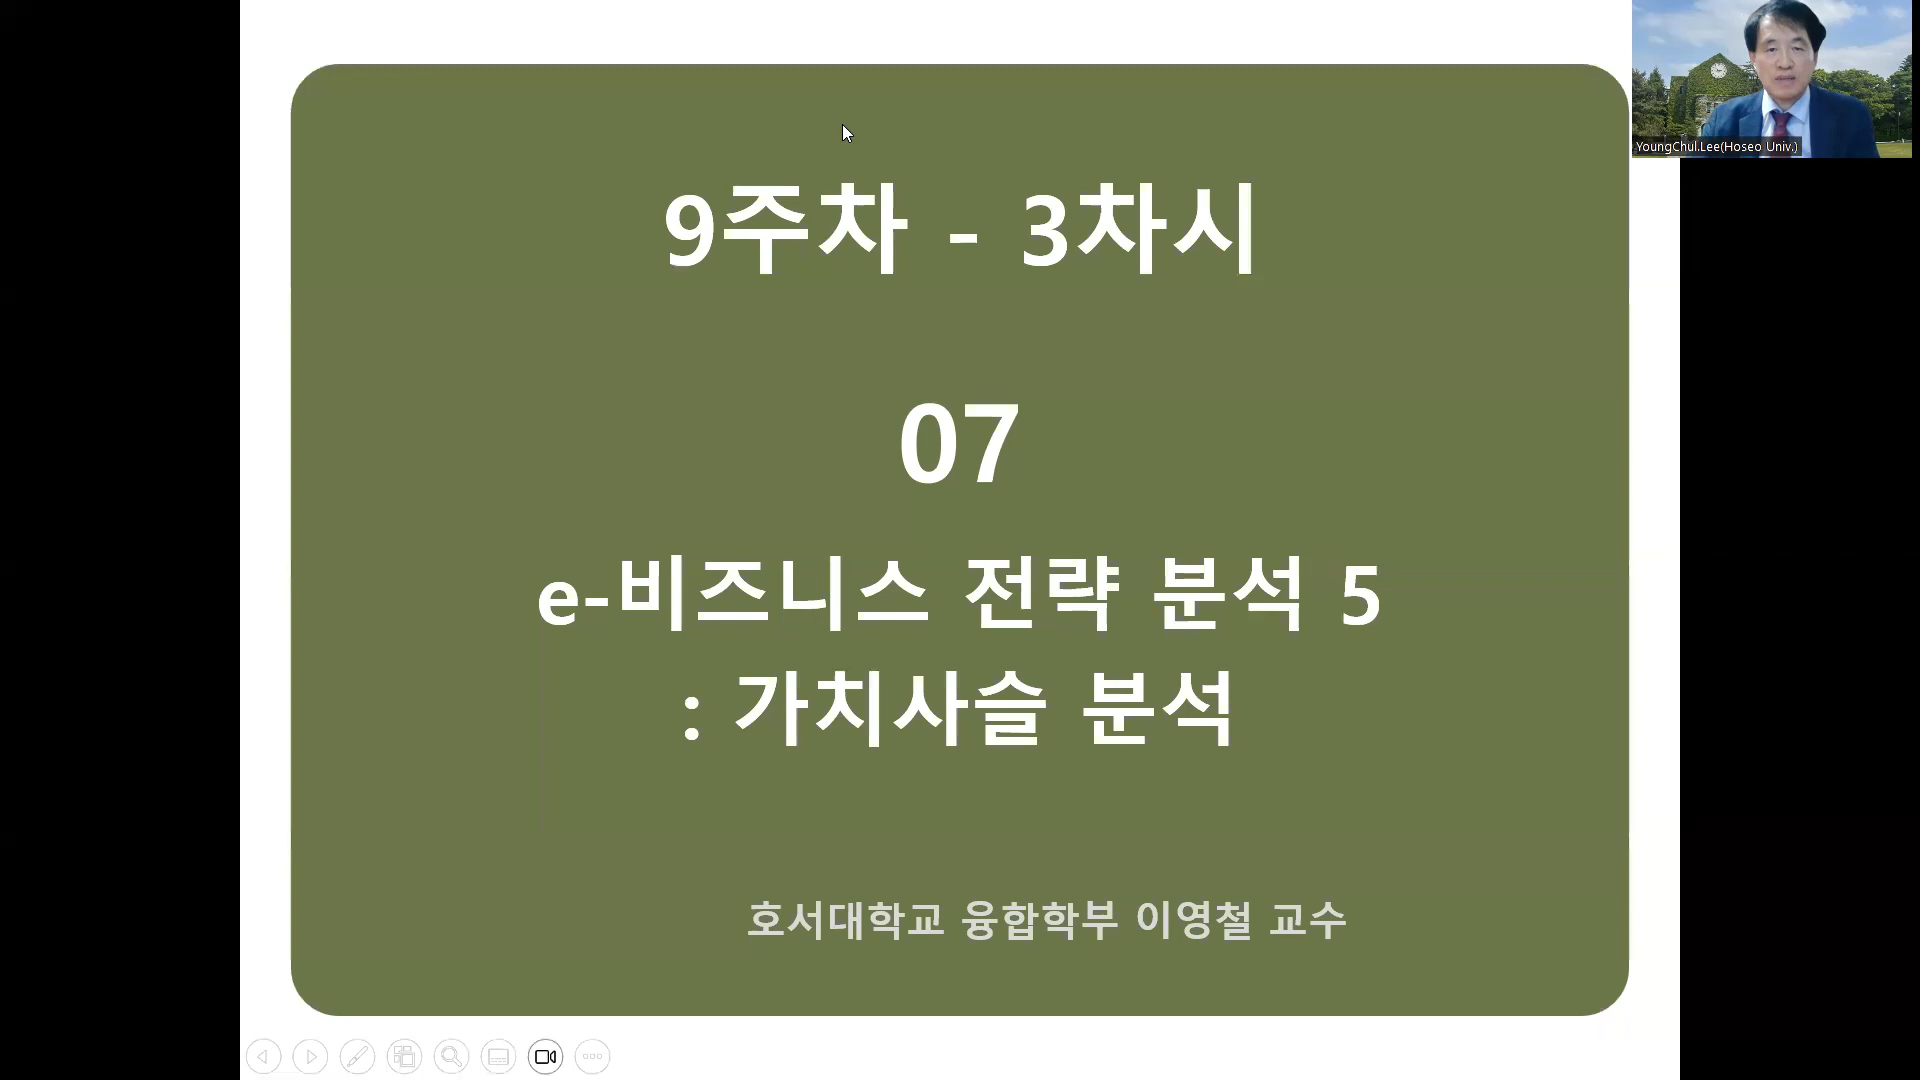 YoungChul.Lee(Hoseo Univ.)
9주차 - 3차시
07
e-비즈니스 전략 분석 5
: 가치사슬 분석
호서대학교 융합학부 이영철 교수